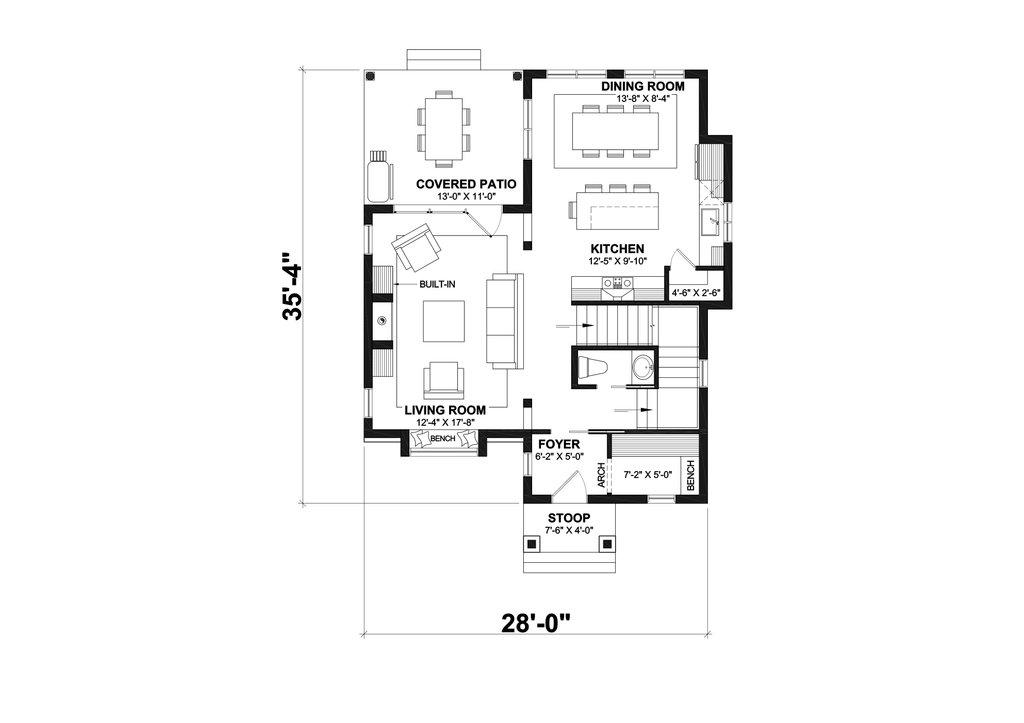 DINING ROOM
13'-8" X 8'-4"
COVERED PATIO
13'-0" X 11'-0"
KITCHEN
12'-5" X 9'-10"
BUILT-IN
4'-6" X 2'-6"
35'-4"
LIVING ROOM
12'-4" X 17'-8"
BENCH
FOYER
6'-2" X 5'-0"
ARCH
7'-2" X 5'-0"
BENCH
STOOP
7'-6" X 4'-0"
28'-0"